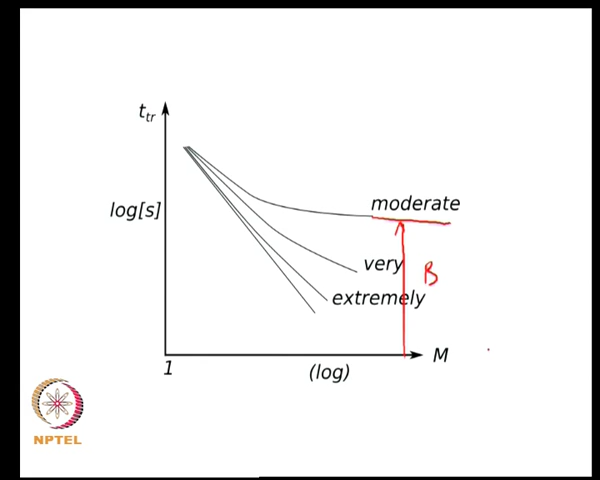 t_tr
log[s]
moderate
very
B
extremely
1
(log)
M
NPTEL